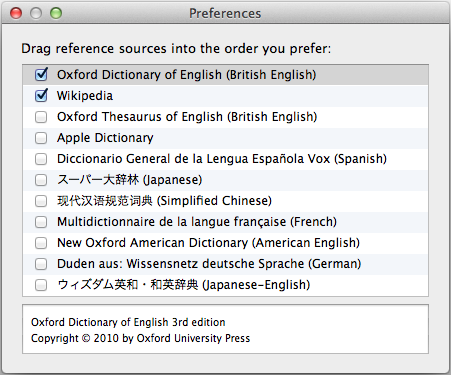 Preferences
Drag reference sources into the order you prefer:
Oxford Dictionary of English (British English)
Wikipedia
Oxford Thesaurus of English (British English)
Apple Dictionary
Diccionario General de la Lengua Española Vox (Spanish)
スーパー大辞林 (Japanese)
现代汉语规范词典 (Simplified Chinese)
Multidictionnaire de la langue française (French)
New Oxford American Dictionary (American English)
Duden aus: Wissensnetz deutsche Sprache (German)
ウィズダム英和・和英辞典 (Japanese-English)
Oxford Dictionary of English 3rd edition
Copyright © 2010 by Oxford University Press